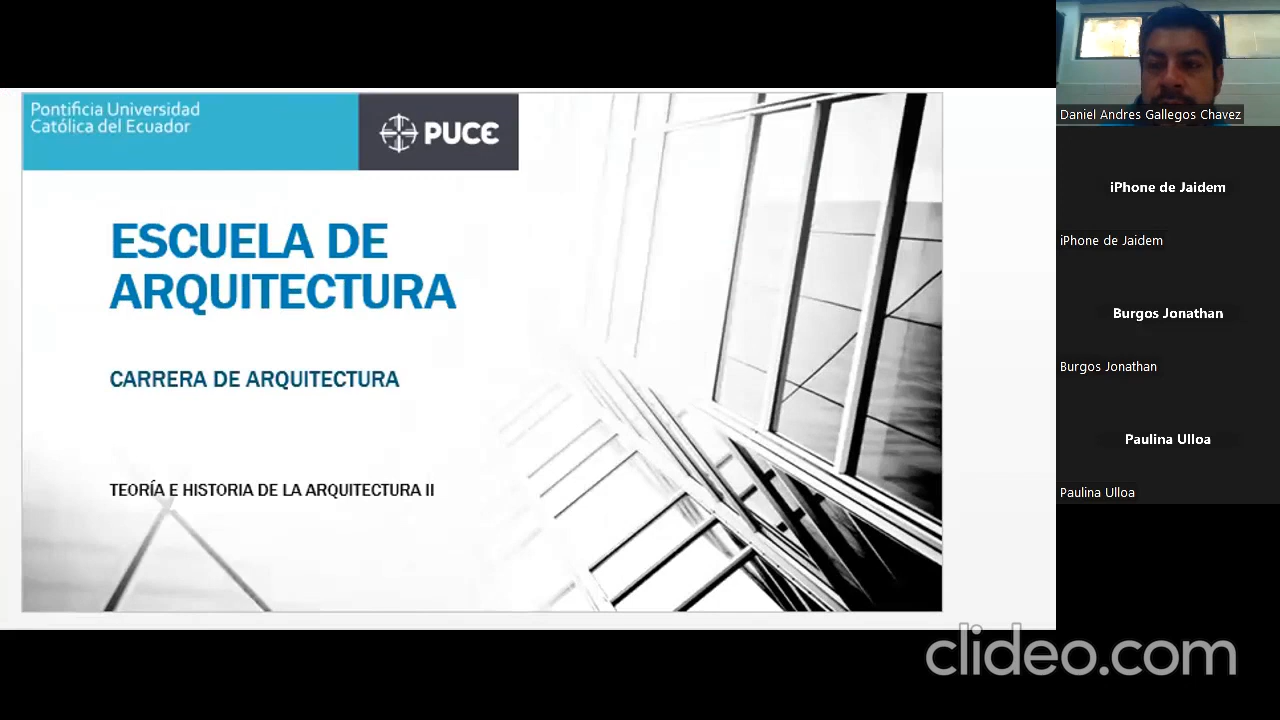 Pontificia Universidad
Católica del Ecuador
PUCE
ESCUELA DE
ARQUITECTURA
CARRERA DE ARQUITECTURA
TEORÍA E HISTORIA DE LA ARQUITECTURA II
Daniel Andres Gallegos Chavez
iPhone de Jaidem
iPhone de Jaidem
Burgos Jonathan
Burgos Jonathan
Paulina Ulloa
Paulina Ulloa
clideo.com